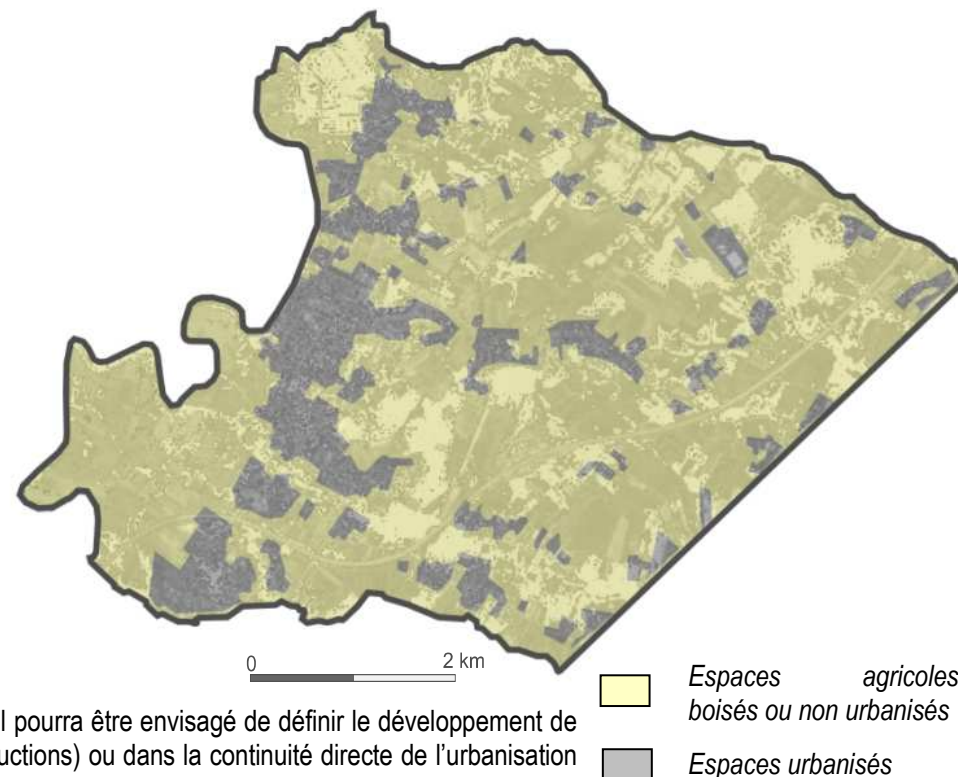 0 2 km
Espaces agricoles
boisés ou non urbanisés
l pourra être envisagé de définir le développement de
uctions) ou dans la continuité directe de l’urbanisation
Espaces urbanisés